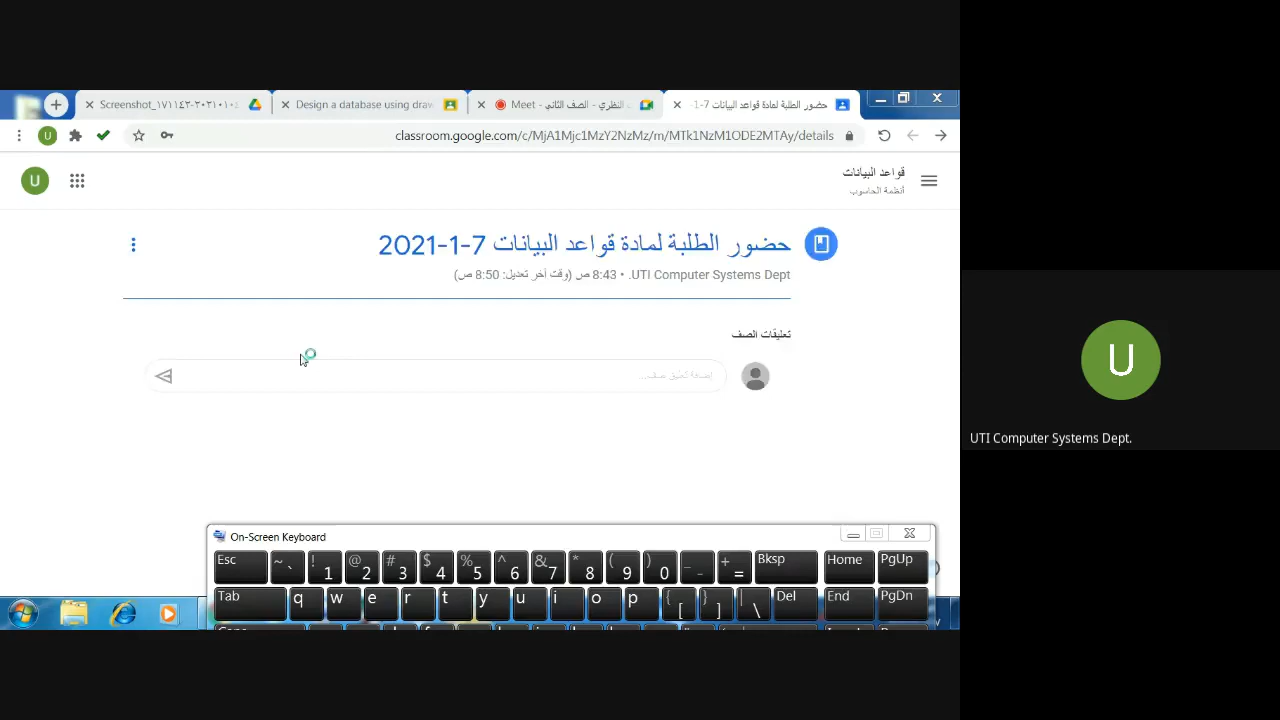 Screenshot_
Design a database using draw
Meet - النظري - الصف الثاني
حضور الطلبة لمادة قواعد البيانات 7-1-
classroom.google.com/c/MjA1Mjc1MzY2NzMz/m/MTk1NzM1ODE2MTAy/details
U
قواعد البيانات
أنظمة الحاسوب
U
حضور الطلبة لمادة قواعد البيانات 7-1-2021
UTI Computer Systems Dept. • 8:43 ص (وقت آخر تعديل: 8:50 ص)
تعليقات الصف
إضافة تعليق صف...
U
UTI Computer Systems Dept.
On-Screen Keyboard
Esc ~ ` ! 1 @ 2 # 3 $ 4 % 5 ^ 6 & 7 * 8 ( 9 ) 0 _ - + = Bksp Home PgUp
Tab q w e r t y u i o p { [ } ] | \ Del End PgDn